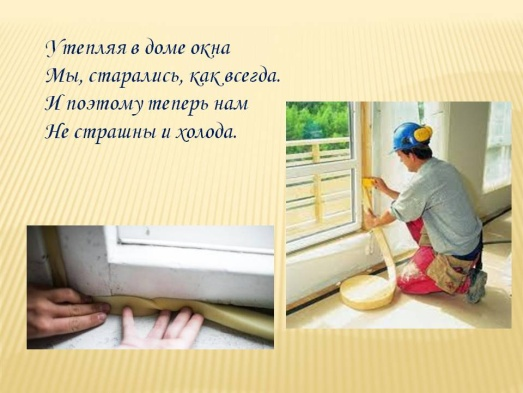 Утепляя в доме окна
Мы, старались, как всегда.
И поэтому теперь нам
Не страшны и холода.